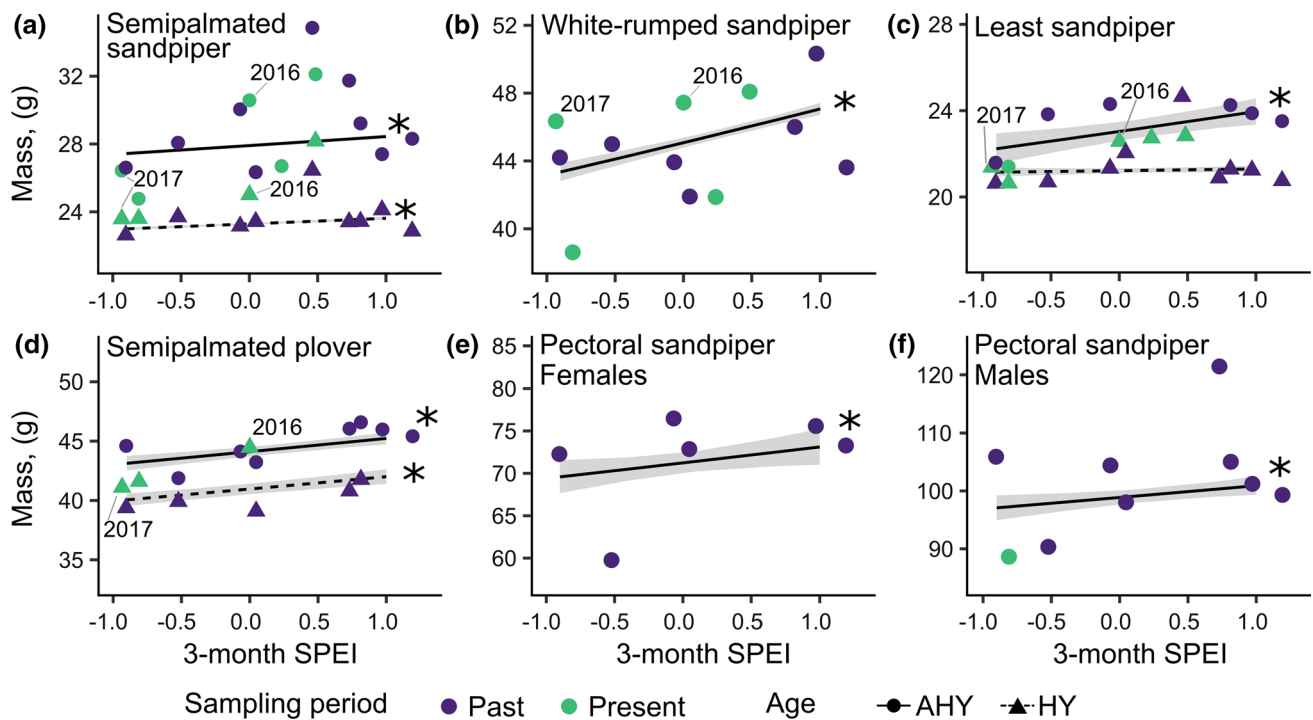 (a) Semipalmated
sandpiper
Mass, (g)
32
28
24
2016
2017
2016
*
*
-1.0 -0.5 0.0 0.5 1.0
(b) White-rumped sandpiper
52
48
44
40
2017
2016
*
-1.0 -0.5 0.0 0.5 1.0
(c) Least sandpiper
28
24
20
2017
2016
*
-1.0 -0.5 0.0 0.5 1.0
(d) Semipalmated plover
Mass, (g)
50
45
40
35
2016
2017
*
*
-1.0 -0.5 0.0 0.5 1.0
3-month SPEI
(e) Pectoral sandpiper
Females
85
80
75
70
65
60
*
-1.0 -0.5 0.0 0.5 1.0
3-month SPEI
(f) Pectoral sandpiper
Males
120
110
100
90
*
-1.0 -0.5 0.0 0.5 1.0
3-month SPEI
Sampling period Past Present Age AHY HY